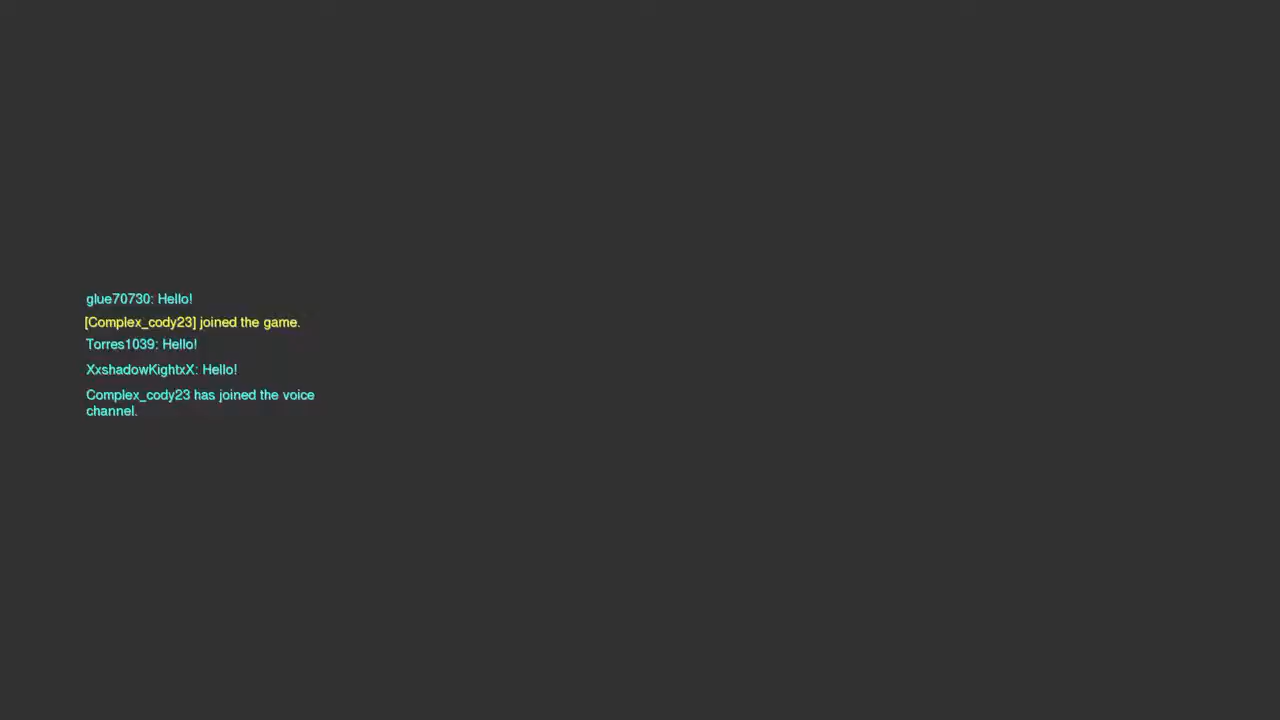 glue70730: Hello!
[Complex_cody23] joined the game.
Torres1039: Hello!
XxshadowKightxX: Hello!
Complex_cody23 has joined the voice
channel.